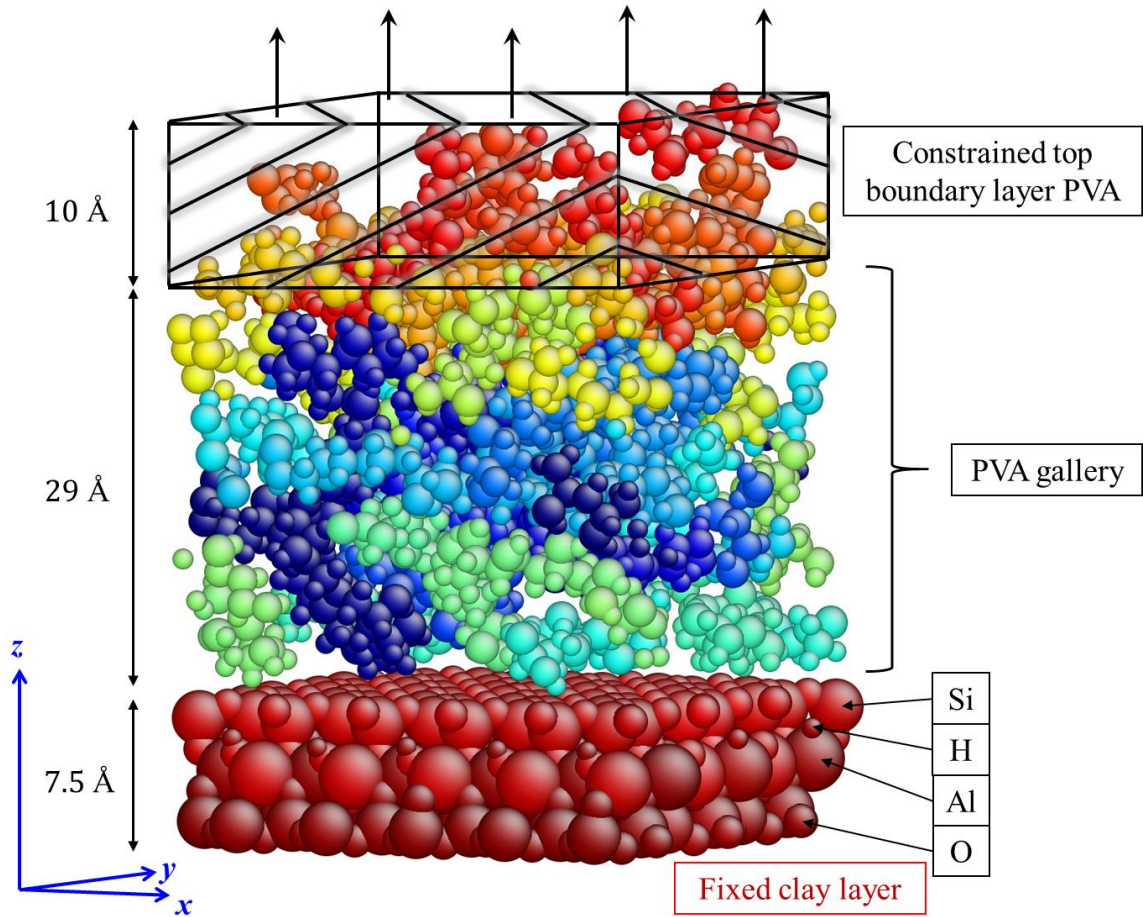 Constrained top
boundary layer PVA
10 Å
29 Å
PVA gallery
z
Si
H
7.5 Å
Al
O
y
x
Fixed clay layer